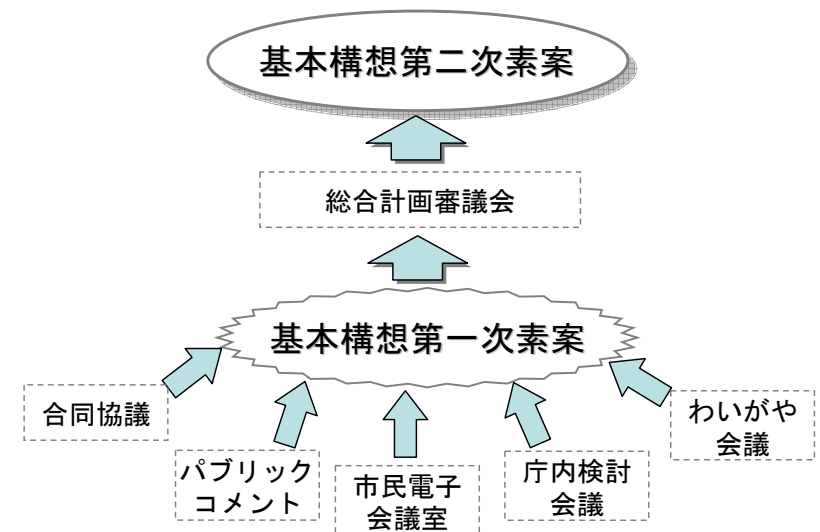 基本構想第二次素案
総合計画審議会
基本構想第一次素案
合同協議
パブリック
コメント
市民電子
会議室
庁内検討
会議
わいがや
会議